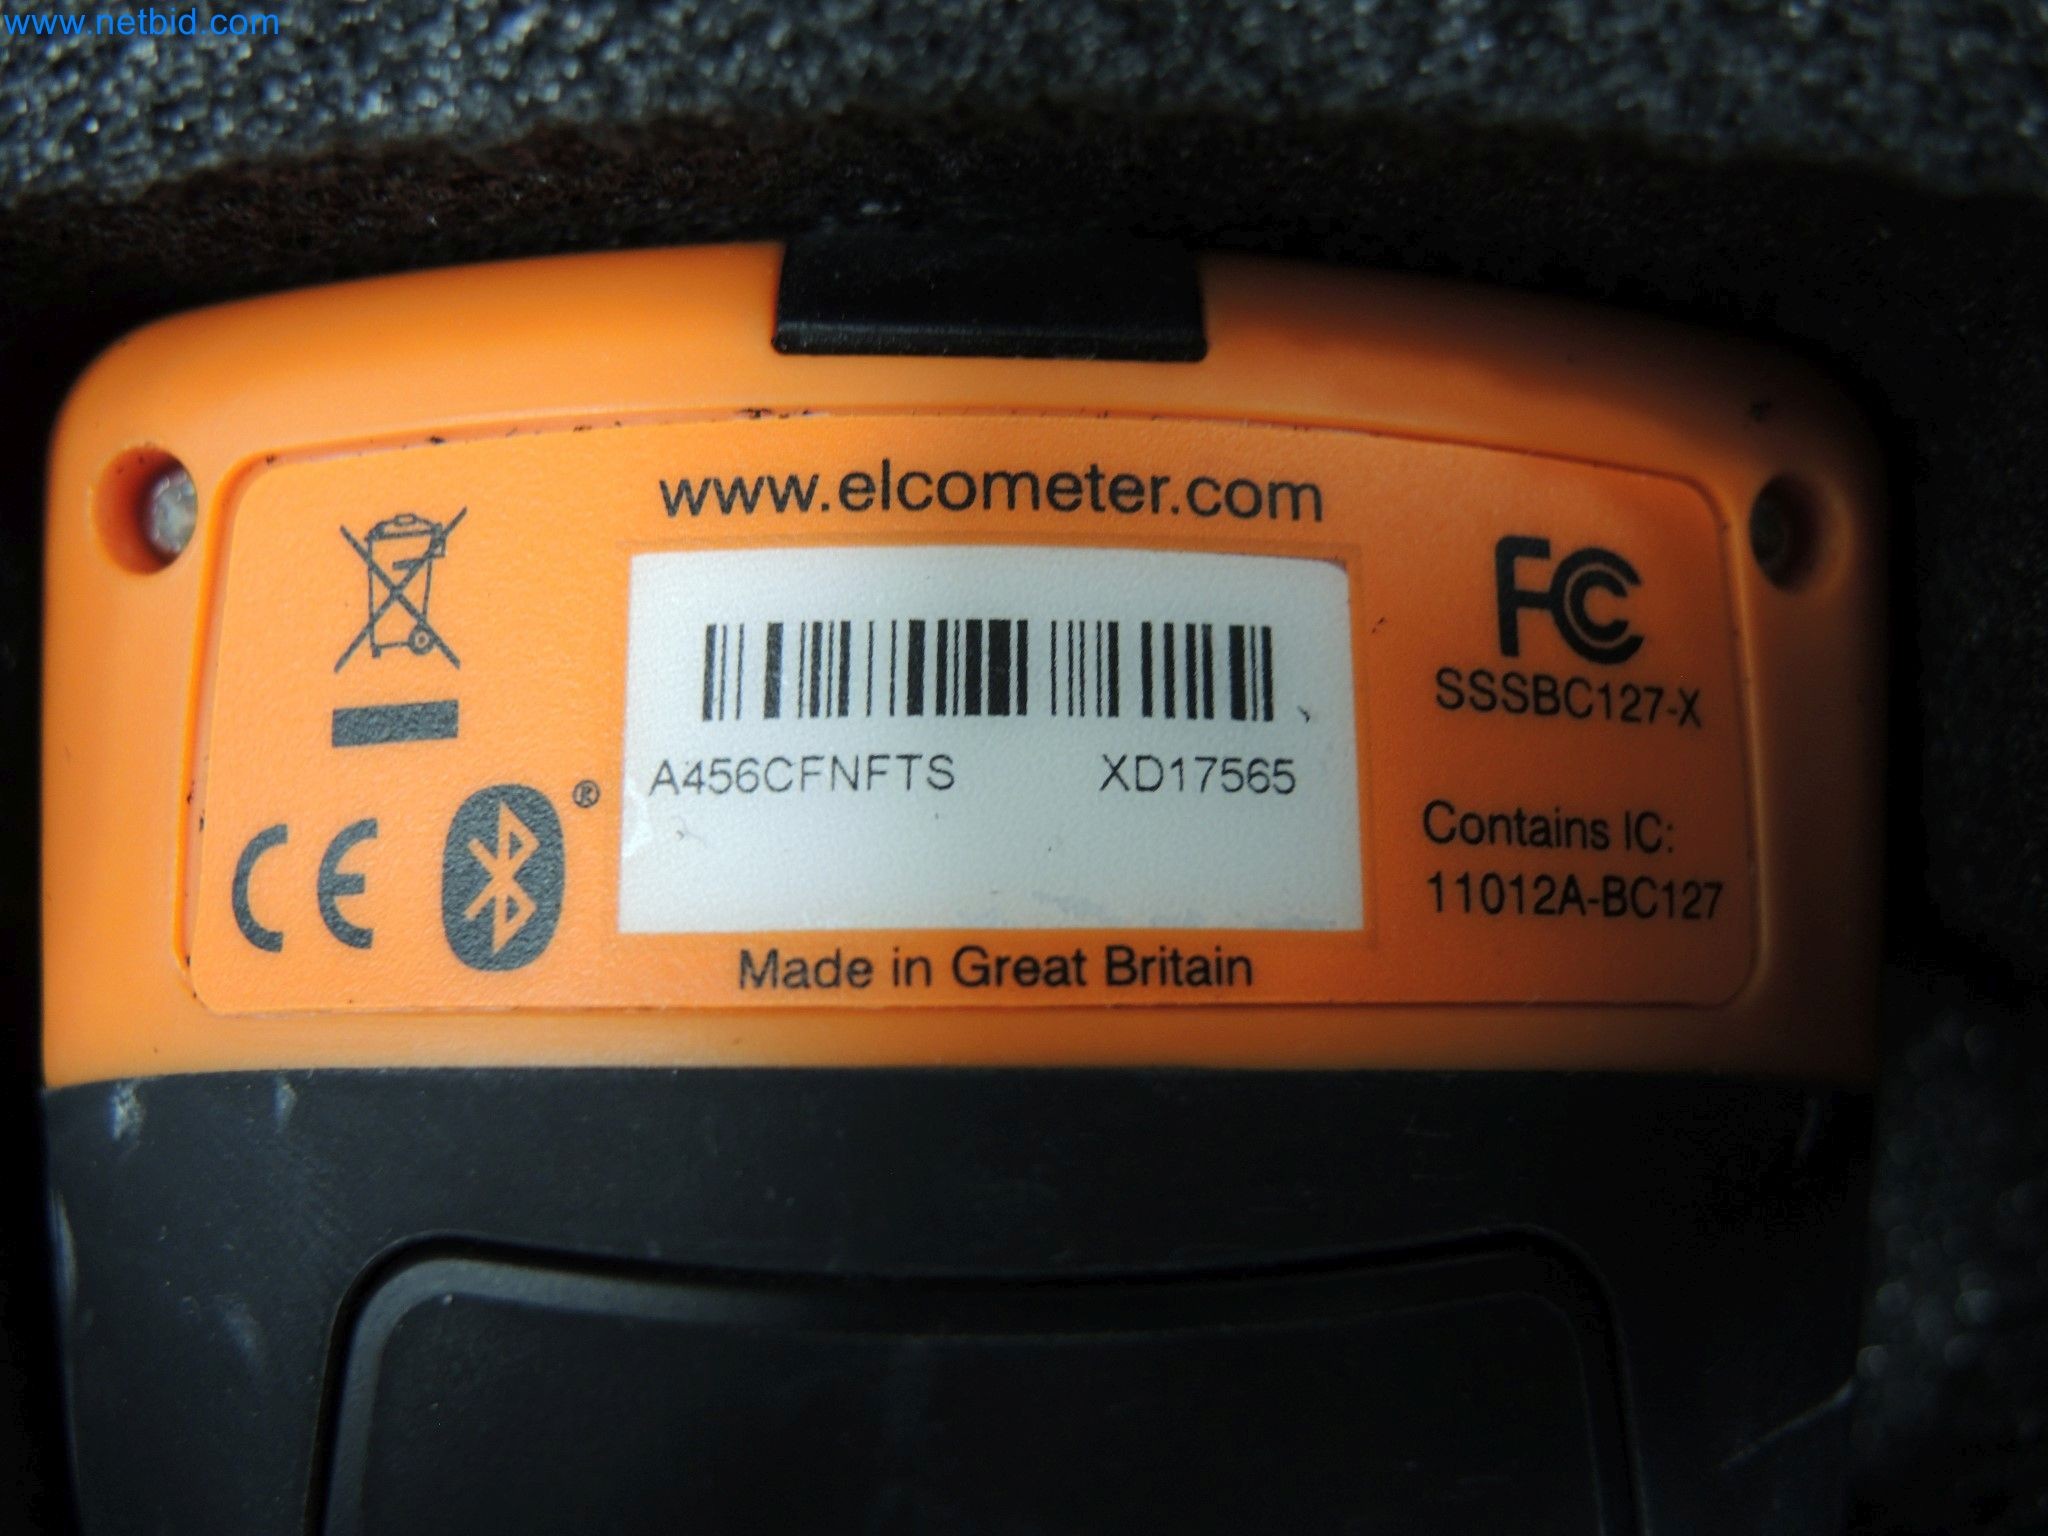 www.netbid.com
www.elcometer.com
FC
SSSBC127-X
A456CFNFTS XD17565
®
CE
Contains IC:
11012A-BC127
Made in Great Britain